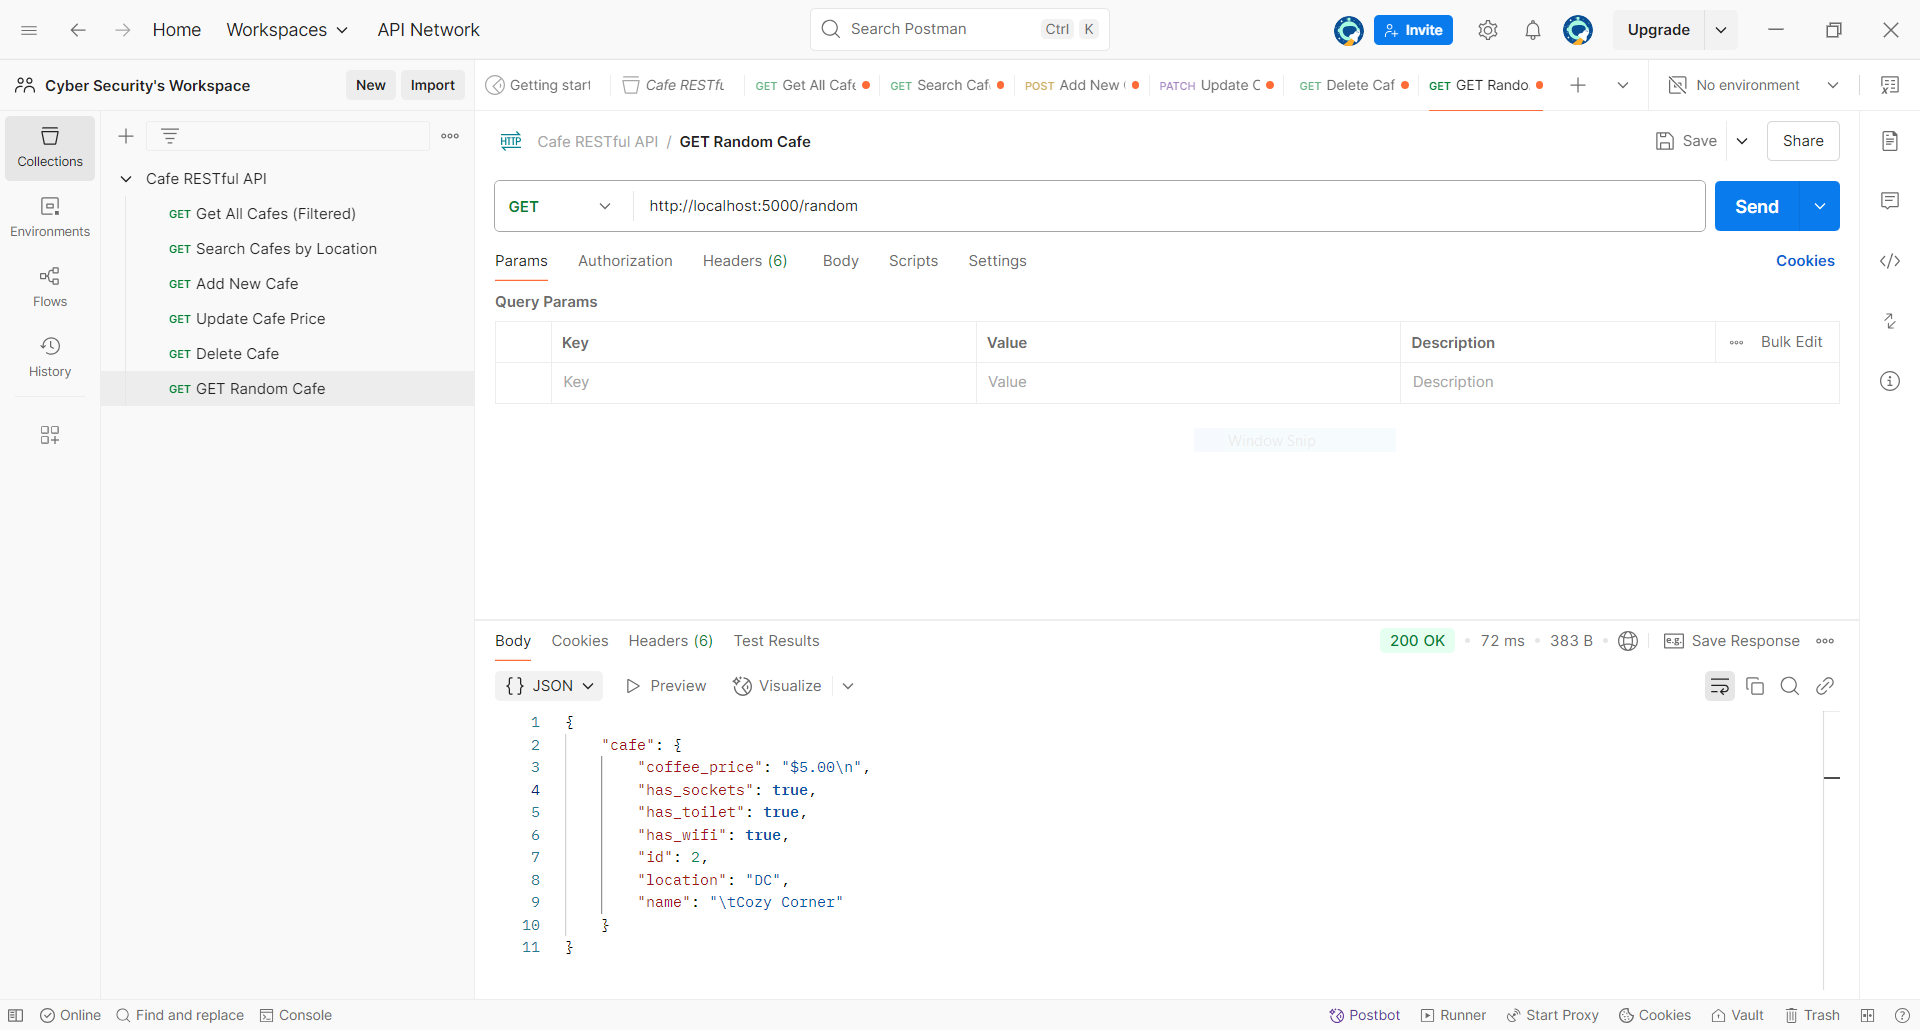 Home
Workspaces
API Network
Search Postman
Ctrl K
Invite
Upgrade
Cyber Security's Workspace
New
Import
Getting start
Cafe RESTfu
GET Get All Cafe
GET Search Caf
POST Add New
PATCH Update C
GET Delete Caf
GET GET Rando
No environment
Collections
Environments
Flows
History
Cafe RESTful API
GET Get All Cafes (Filtered)
GET Search Cafes by Location
GET Add New Cafe
GET Update Cafe Price
GET Delete Cafe
GET GET Random Cafe
HTTP Cafe RESTful API / GET Random Cafe
Save
Share
GET
http://localhost:5000/random
Send
Params Authorization Headers (6) Body Scripts Settings
Cookies
Query Params
Key Value Description Bulk Edit
Key Value Description
Window Snip
Body Cookies Headers (6) Test Results
200 OK • 72 ms • 383 B
e.g. Save Response
{} JSON Preview Visualize
1 {
2 "cafe": {
3 "coffee_price": "$5.00\n",
4 "has_sockets": true,
5 "has_toilet": true,
6 "has_wifi": true,
7 "id": 2,
8 "location": "DC",
9 "name": "\tCozy Corner"
10 }
11 }
Online
Find and replace
Console
Postbot
Runner
Start Proxy
Cookies
Vault
Trash